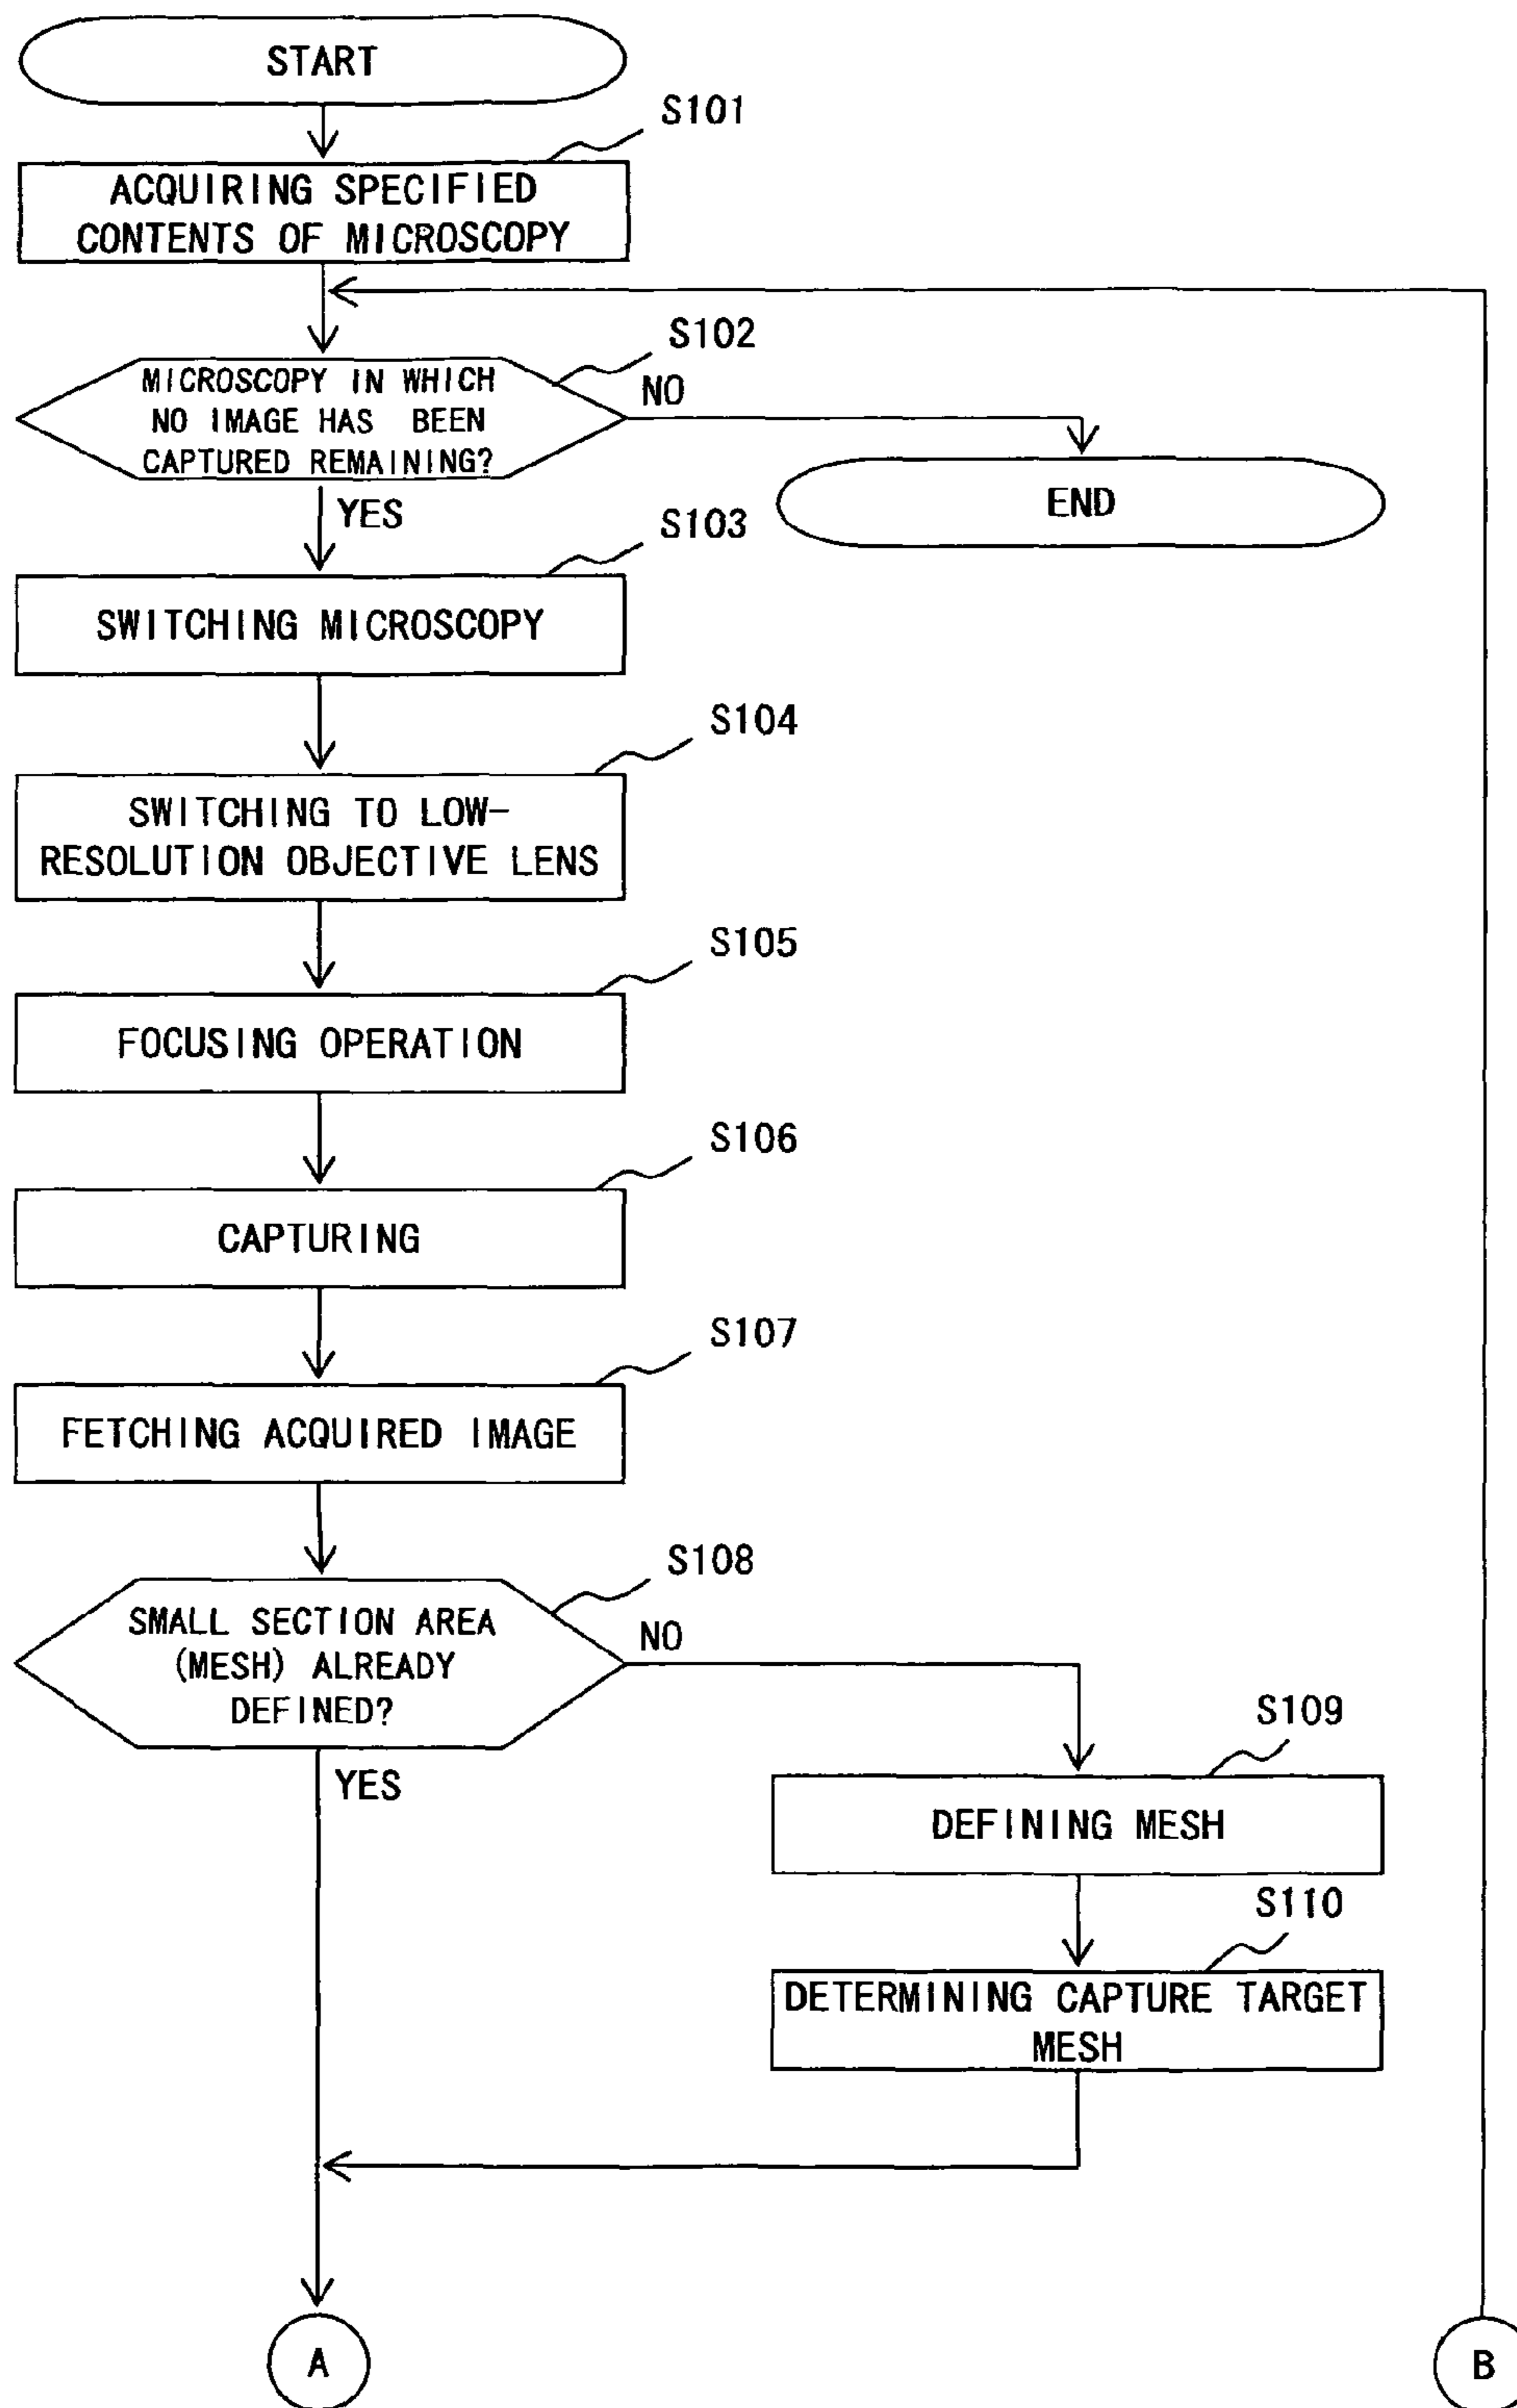 START
S101
ACQUIRING SPECIFIED
CONTENTS OF MICROSCOPY
S102
MICROSCOPY IN WHICH
NO IMAGE HAS BEEN
CAPTURED REMAINING?
NO
YES
END
S103
SWITCHING MICROSCOPY
S104
SWITCHING TO LOW-
RESOLUTION OBJECTIVE LENS
S105
FOCUSING OPERATION
S106
CAPTURING
S107
FETCHING ACQUIRED IMAGE
S108
SMALL SECTION AREA
(MESH) ALREADY
DEFINED?
NO
YES
S109
DEFINING MESH
S110
DETERMINING CAPTURE TARGET
MESH
A
B